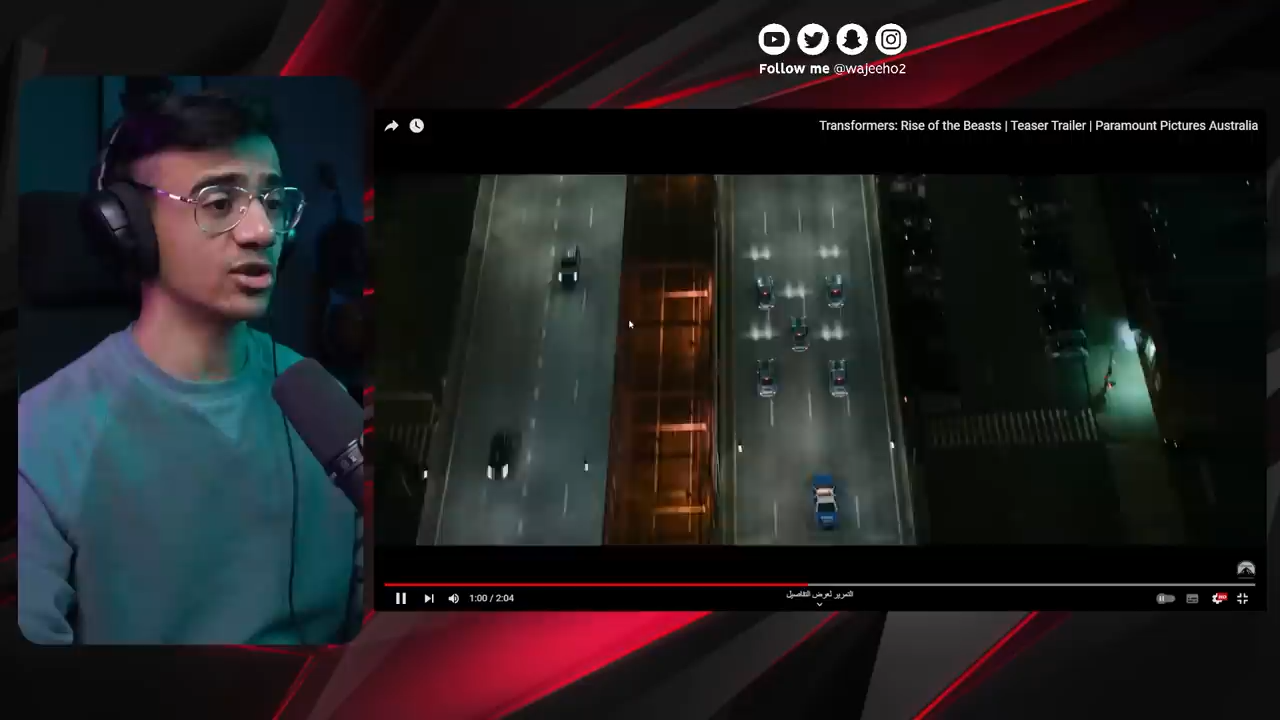 Follow me @wajeeho2
Transformers: Rise of the Beasts | Teaser Trailer | Paramount Pictures Australia
1:00 / 2:04
التمرير لعرض التفاصيل
HD